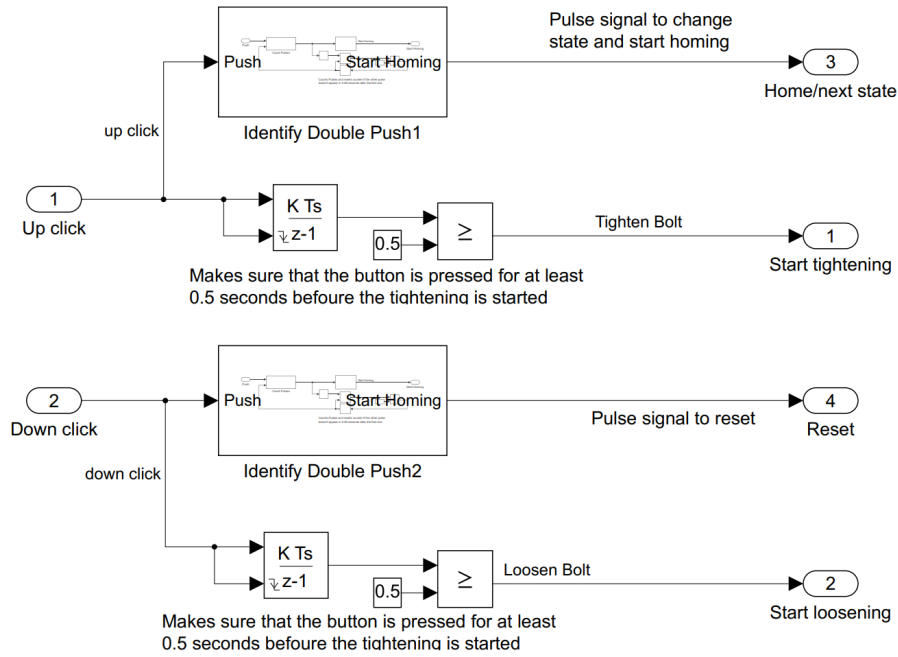 Pulse signal to change
state and start homing
Push
Start Homing
3
Home/next state
Identify Double Push1
up click
1
Up click
K Ts
z-1
0.5
≥
Tighten Bolt
1
Start tightening
Makes sure that the button is pressed for at least
0.5 seconds befoure the tightening is started
2
Down click
Push
Start Homing
Pulse signal to reset
4
Reset
Identify Double Push2
down click
K Ts
z-1
0.5
≥
Loosen Bolt
2
Start loosening
Makes sure that the button is pressed for at least
0.5 seconds befoure the tightening is started